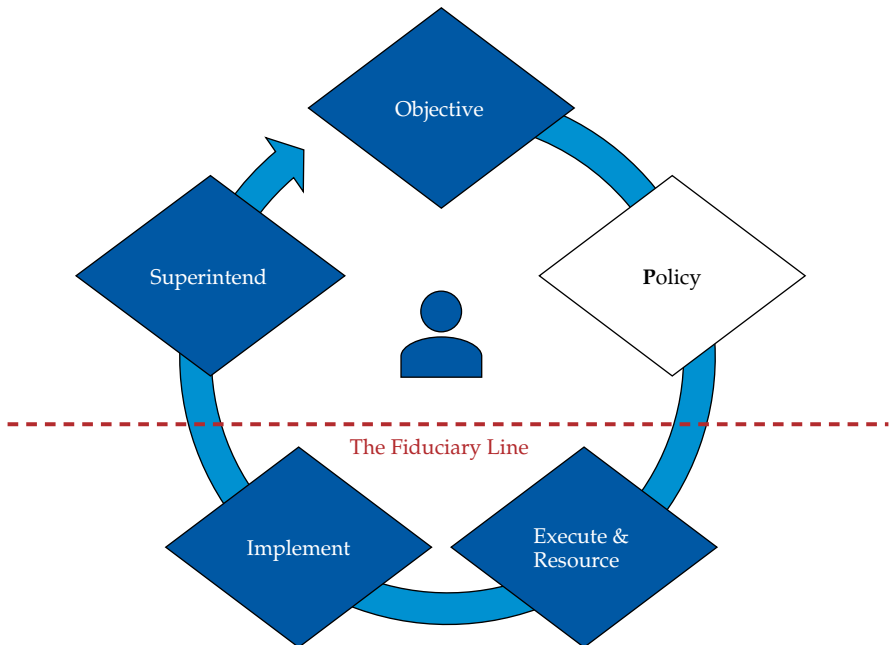 Objective
Policy
Superintend
The Fiduciary Line
Execute &
Resource
Implement